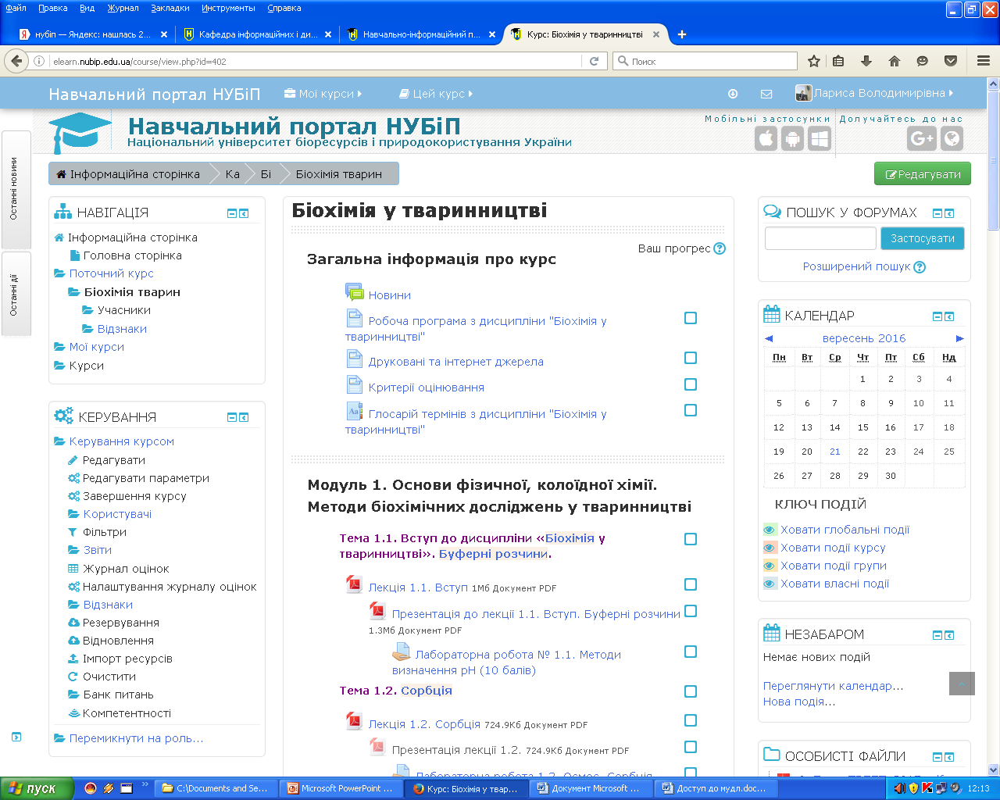 Файл Правка Вид Журнал Закладки Инструменты Справка
нубіп — Яндекс: нашлась 2...
Кафедра інформаційних і ди...
Навчально-інформаційний п...
Курс: Біохімія у тваринництві
elearn.nubip.edu.ua/course/view.php?id=402
Поиск
Навчальний портал НУБіП
Мої курси
Цей курс
Лариса Володимирівна
Навчальний портал НУБіП
Національний університет біоресурсів і природокористування України
Мобільні застосунки
Долучайтесь до нас
Останні новини
Останні дії
Інформаційна сторінка
Ка
Бі
Біохімія тварин
Редагувати
НАВІГАЦІЯ
Інформаційна сторінка
Головна сторінка
Поточний курс
Біохімія тварин
Учасники
Відзнаки
Мої курси
Курси
КЕРУВАННЯ
Керування курсом
Редагувати
Редагувати параметри
Завершення курсу
Користувачі
Фільтри
Звіти
Журнал оцінок
Налаштування журналу оцінок
Відзнаки
Резервування
Відновлення
Імпорт ресурсів
Очистити
Банк питань
Компетентності
Перемикнути на роль...
Біохімія у тваринництві
Ваш прогрес
Загальна інформація про курс
Новини
Робоча програма з дисципліни "Біохімія у
тваринництві"
Друковані та інтернет джерела
Критерії оцінювання
Глосарій термінів з дисципліни "Біохімія у
тваринництві"
Модуль 1. Основи фізичної, колоїдної хімії.
Методи біохімічних досліджень у тваринництві
Тема 1.1. Вступ до дисципліни «Біохімія у
тваринництві». Буферні розчини.
Лекція 1.1. Вступ 1Мб Документ PDF
Презентація до лекції 1.1. Вступ. Буферні розчини
1.3Мб Документ PDF
Лабораторна робота № 1.1. Методи
визначення рН (10 балів)
Тема 1.2. Сорбція
Лекція 1.2. Сорбція 724.9Кб Документ PDF
Презентація лекції 1.2. 724.9Кб Документ PDF
Лабораторна робота 1.2. Осмос. Сорбція
ПОШУК У ФОРУМАХ
Застосувати
Розширений пошук
КАЛЕНДАР
вересень 2016
Пн Вт Ср Чт Пт Сб Нд
1 2 3 4
5 6 7 8 9 10 11
12 13 14 15 16 17 18
19 20 21 22 23 24 25
26 27 28 29 30
КЛЮЧ ПОДІЙ
Ховати глобальні події
Ховати події курсу
Ховати події групи
Ховати власні події
НЕЗАБАРОМ
Немає нових подій
Переглянути календар...
Нова подія...
ОСОБИСТІ ФАЙЛИ
пуск
C:\Documents and Se...
Microsoft PowerPoint ...
Курс: Біохімія у твар...
Документ Microsoft ...
Доступ до мудл.doc...
12:13